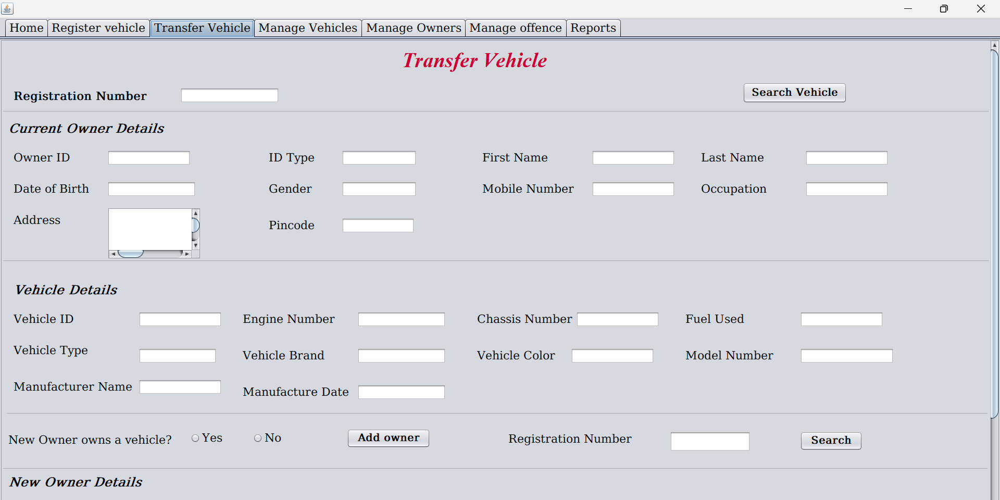 Home Register vehicle Transfer Vehicle Manage Vehicles Manage Owners Manage offence Reports
Transfer Vehicle
Registration Number Search Vehicle
Current Owner Details
Owner ID ID Type First Name Last Name
Date of Birth Gender Mobile Number Occupation
Address Pincode
Vehicle Details
Vehicle ID Engine Number Chassis Number Fuel Used
Vehicle Type Vehicle Brand Vehicle Color Model Number
Manufacturer Name Manufacture Date
New Owner owns a vehicle? Yes No Add owner Registration Number Search
New Owner Details